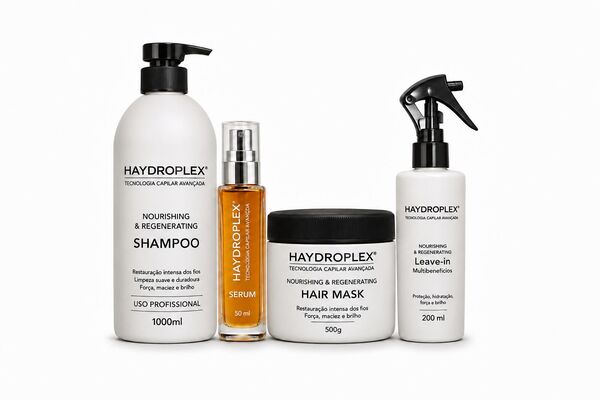 HAYDROPLEX®
TECNOLOGIA CAPILAR AVANÇADA
NOURISHING
& REGENERATING
SHAMPOO
Restauração intensa dos fios
Limpeza suave e duradoura
Força, maciez e brilho
USO PROFISSIONAL
1000ml
HAYDROPLEX®
TECNOLOGIA CAPILAR AVANÇADA
SERUM
50 ml
HAYDROPLEX®
TECNOLOGIA CAPILAR AVANÇADA
NOURISHING & REGENERATING
HAIR MASK
Restauração intensa dos fios
Força, maciez e brilho
500g
HAYDROPLEX®
TECNOLOGIA CAPILAR AVANÇADA
NOURISHING
& REGENERATING
Leave-in
Multibenefícios
Proteção, hidratação,
força e brilho
200 ml